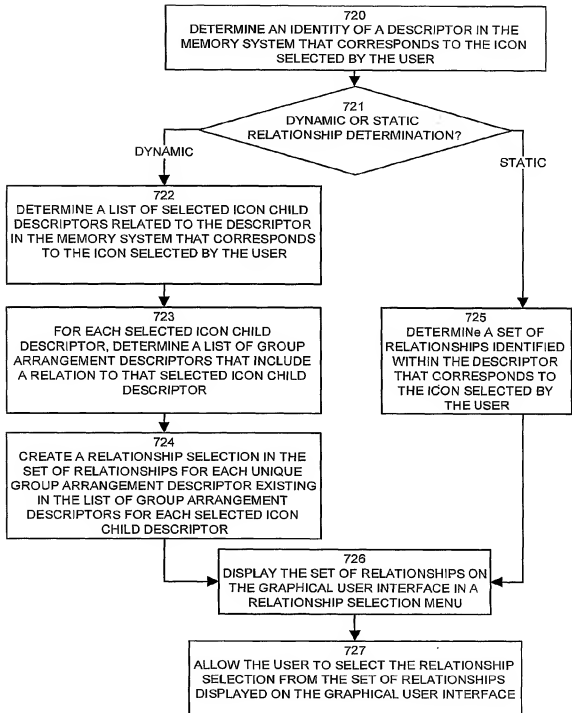 720
DETERMINE AN IDENTITY OF A DESCRIPTOR IN THE
MEMORY SYSTEM THAT CORRESPONDS TO THE ICON
SELECTED BY THE USER
721
DYNAMIC OR STATIC
RELATIONSHIP DETERMINATION?
DYNAMIC
STATIC
722
DETERMINE A LIST OF SELECTED ICON CHILD
DESCRIPTORS RELATED TO THE DESCRIPTOR
IN THE MEMORY SYSTEM THAT CORRESPONDS
TO THE ICON SELECTED BY THE USER
723
FOR EACH SELECTED ICON CHILD
DESCRIPTOR, DETERMINE A LIST OF GROUP
ARRANGEMENT DESCRIPTORS THAT INCLUDE
A RELATION TO THAT SELECTED ICON CHILD
DESCRIPTOR
724
CREATE A RELATIONSHIP SELECTION IN THE
SET OF RELATIONSHIPS FOR EACH UNIQUE
GROUP ARRANGEMENT DESCRIPTOR EXISTING
IN THE LIST OF GROUP ARRANGEMENT
DESCRIPTORS FOR EACH SELECTED ICON
CHILD DESCRIPTOR
725
DETERMINe A SET OF
RELATIONSHIPS IDENTIFIED
WITHIN THE DESCRIPTOR
THAT CORRESPONDS TO
THE ICON SELECTED BY
THE USER
726
DISPLAY THE SET OF RELATIONSHIPS ON
THE GRAPHICAL USER INTERFACE IN A
RELATIONSHIP SELECTION MENU
727
ALLOW THE USER TO SELECT THE RELATIONSHIP
SELECTION FROM THE SET OF RELATIONSHIPS
DISPLAYED ON THE GRAPHICAL USER INTERFACE